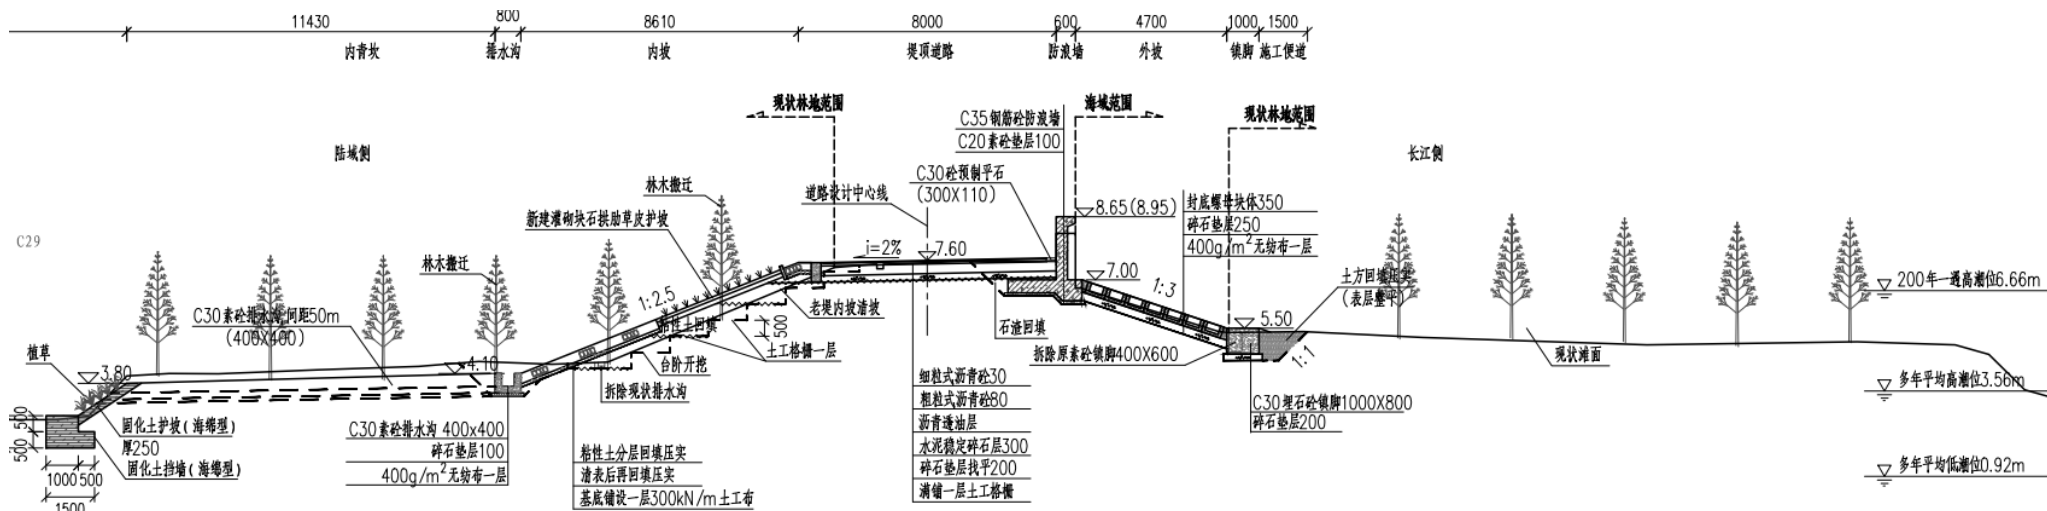 11430
800
8610
8000
600
4700
1000
1500
内青坡
排水沟
内坡
堤顶道路
防浪墙
外坡
镇脚
施工便道
现状林地范围
海域范围
现状林地范围
陆域侧
长江侧
C35钢筋砼防浪墙
C20素砼垫层100
C30砼预制平石
(300X110)
林木搬迁
道路设计中心线
新建灌砌块石拱肋草皮护坡
8.65(8.95)
封底螺母块体350
碎石垫层250
400g/m²无纺布一层
C29
i=2%
7.60
林木搬迁
7.00
1:3
土方回填压实
(表层整平)
200年一遇高潮位6.66m
1:2.5
老堤内坡清坡
C30素砼排水沟,间距50m
(400X400)
粘性土回填
500
石渣回填
5.50
植草
土工格栅一层
拆除原素砼镇脚400X600
1:1
现状滩面
3.80
4.10
台阶开挖
拆除现状排水沟
细粒式沥青砼30
粗粒式沥青砼80
沥青透油层
水泥稳定碎石层300
碎石垫层找平200
满铺一层土工格栅
多年平均高潮位3.56m
C30埋石砼镇脚1000X800
碎石垫层200
500
500
固化土护坡(海绵型)
厚250
固化土挡墙(海绵型)
C30素砼排水沟 400x400
碎石垫层100
400g/m²无纺布一层
粘性土分层回填压实
清表后再回填压实
基底铺设一层300kN/m土工布
多年平均低潮位0.92m
1000
500
1500